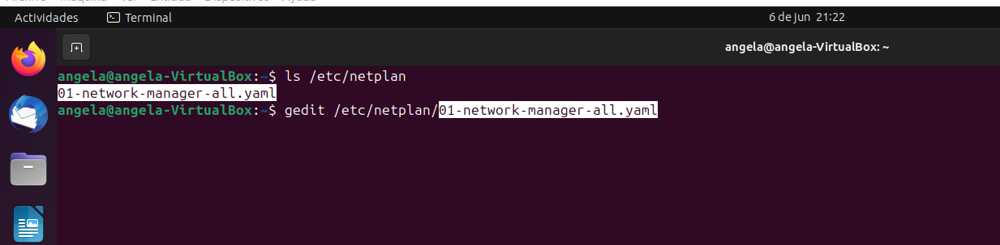 Actividades Terminal 6 de jun 21:22
angela@angela-VirtualBox: ~
angela@angela-VirtualBox:~$ ls /etc/netplan
01-network-manager-all.yaml
angela@angela-VirtualBox:~$ gedit /etc/netplan/01-network-manager-all.yaml